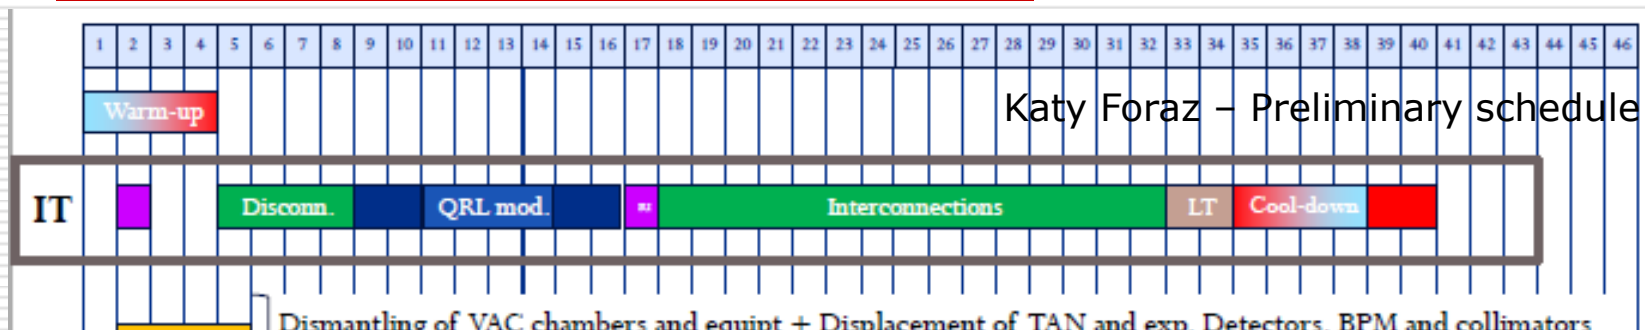 1 2 3 4 5 6 7 8 9 10 11 12 13 14 15 16 17 18 19 20 21 22 23 24 25 26 27 28 29 30 31 32 33 34 35 36 37 38 39 40 41 42 43 44 45 46
Warm-up Katy Foraz – Preliminary schedule
IT Disconn. QRL mod. Interconnections LT Cool-down
Dismantling of VAC chambers and equipt + Displacement of TAN and exp. Detectors, BPM and collimators